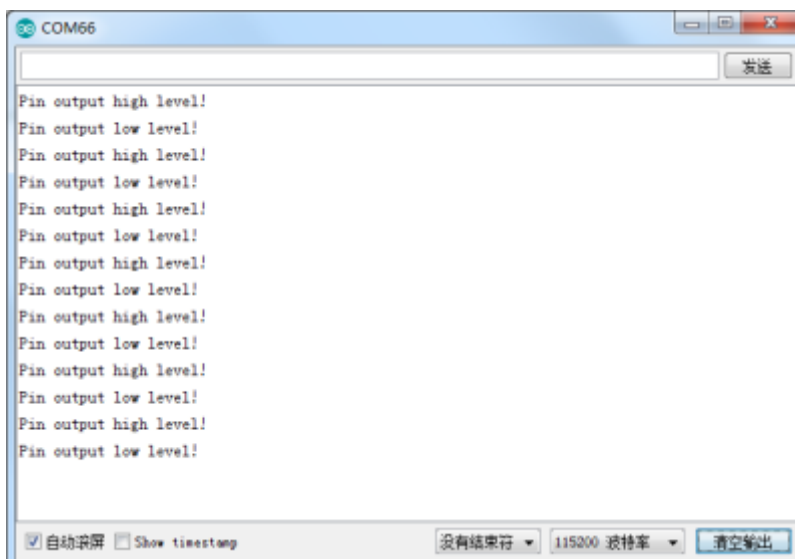 COM66
发送
Pin output high level!
Pin output low level!
Pin output high level!
Pin output low level!
Pin output high level!
Pin output low level!
Pin output high level!
Pin output low level!
Pin output high level!
Pin output low level!
Pin output high level!
Pin output low level!
Pin output high level!
Pin output low level!
自动滚屏 Show timestamp 没有结束符 115200 波特率 清空输出